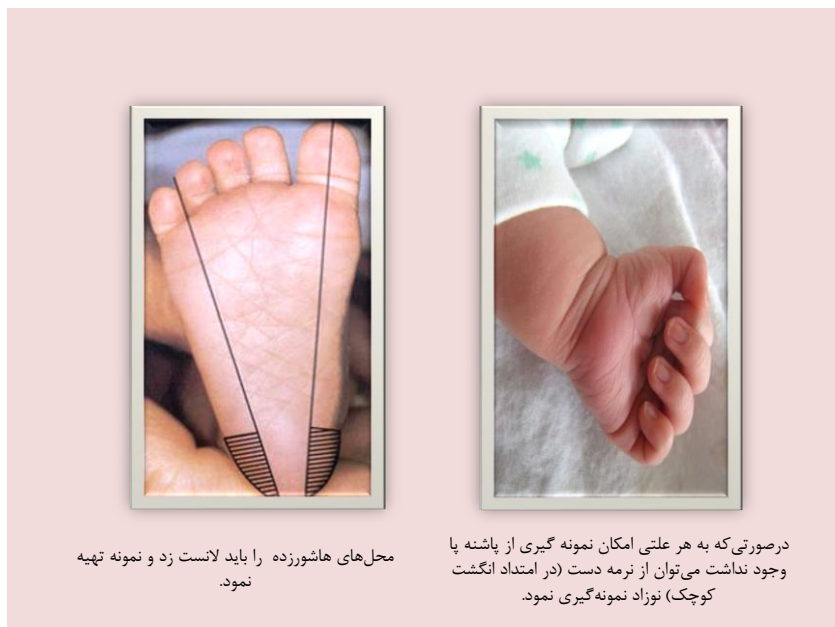 درصورتی‌که به هر علتی امکان نمونه گیری از پاشنه پا
وجود نداشت می‌توان از نرمه دست (در امتداد انگشت
کوچک) نوزاد نمونه‌گیری نمود.
محل‌های هاشورزده را باید لانست زد و نمونه تهیه
نمود.